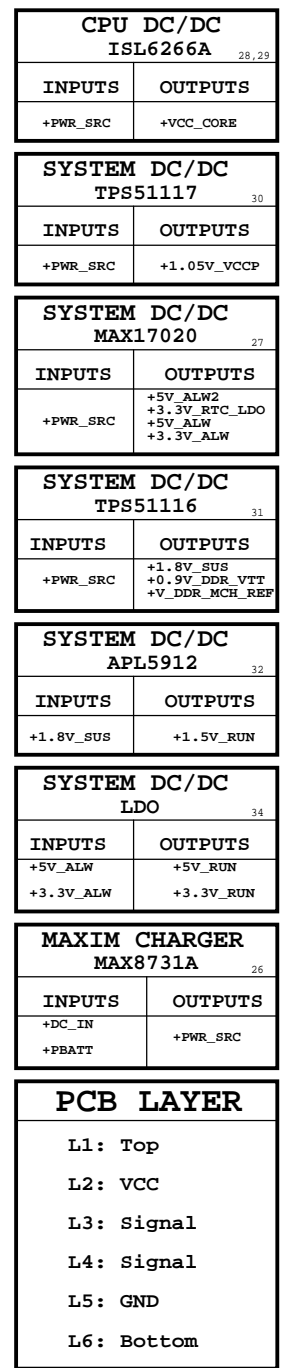 CPU DC/DC
ISL6266A 28,29
INPUTS OUTPUTS
+PWR_SRC +VCC_CORE
SYSTEM DC/DC
TPS51117 30
INPUTS OUTPUTS
+PWR_SRC +1.05V_VCCP
SYSTEM DC/DC
MAX17020 27
INPUTS OUTPUTS
+PWR_SRC
+5V_ALW2
+3.3V_RTC_LDO
+5V_ALW
+3.3V_ALW
SYSTEM DC/DC
TPS51116 31
INPUTS OUTPUTS
+PWR_SRC
+1.8V_SUS
+0.9V_DDR_VTT
+V_DDR_MCH_REF
SYSTEM DC/DC
APL5912 32
INPUTS OUTPUTS
+1.8V_SUS +1.5V_RUN
SYSTEM DC/DC
LDO 34
INPUTS OUTPUTS
+5V_ALW +5V_RUN
+3.3V_ALW +3.3V_RUN
MAXIM CHARGER
MAX8731A 26
INPUTS OUTPUTS
+DC_IN
+PBATT
+PWR_SRC
PCB LAYER
L1: Top
L2: VCC
L3: Signal
L4: Signal
L5: GND
L6: Bottom